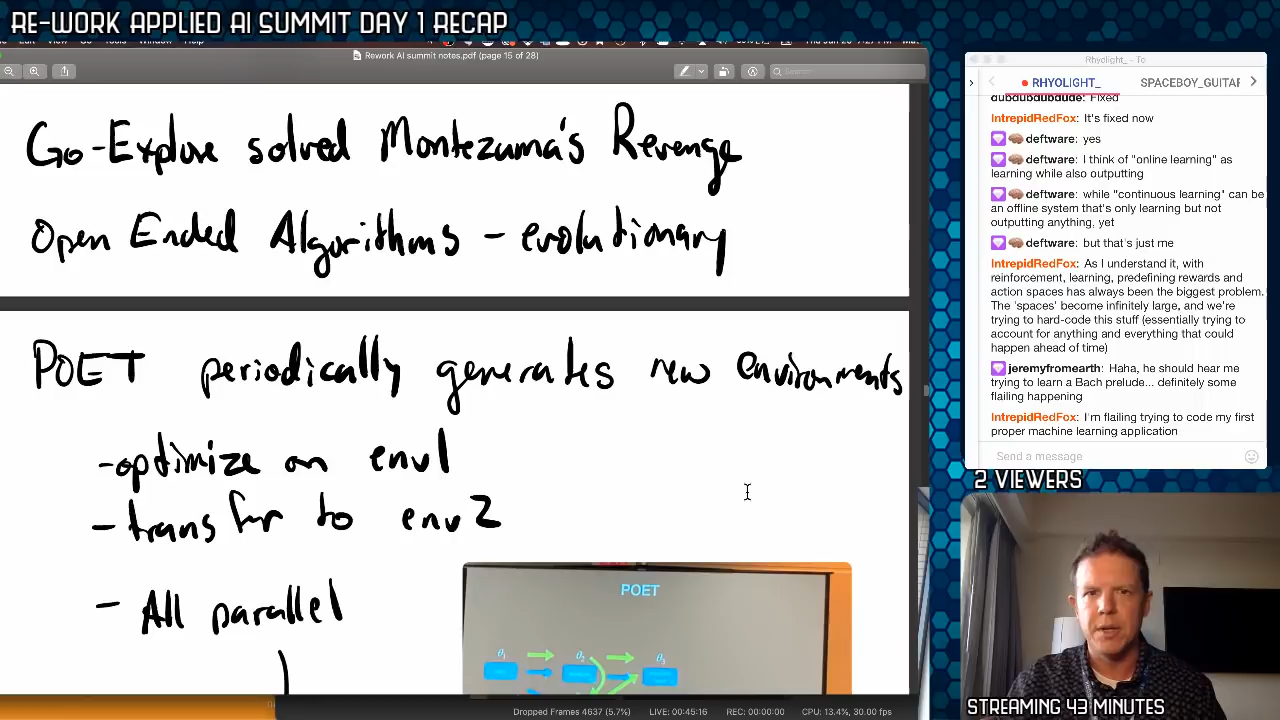 RE-WORK APPLIED AI SUMMIT DAY 1 RECAP
Rework AI summit notes.pdf (page 15 of 28)
Search
Go-Explore solved Montezuma's Revenge
Open Ended Algorithms - evolutionary
POET periodically generates new environments
- optimize on env1
- transfer to env2
- All parallel
POET
θ1
θ2
θ3
Rhyolight_ - To
RHYOLIGHT_
SPACEBOY_GUITAR
dubdubdubdude: Fixed
IntrepidRedFox: It's fixed now
deftware: yes
deftware: I think of "online learning" as
learning while also outputting
deftware: while "continuous learning" can be
an offline system that's only learning but not
outputting anything, yet
deftware: but that's just me
IntrepidRedFox: As I understand it, with
reinforcement, learning, predefining rewards and
action spaces has always been the biggest problem.
The 'spaces' become infinitely large, and we're
trying to hard-code this stuff (essentially trying to
account for anything and everything that could
happen ahead of time)
jeremyfromearth: Haha, he should hear me
trying to learn a Bach prelude... definitely some
flailing happening
IntrepidRedFox: I'm flailing trying to code my first
proper machine learning application
Send a message
2 VIEWERS
STREAMING 43 MINUTES
Dropped Frames 4637 (5.7%)
LIVE: 00:45:16
REC: 00:00:00
CPU: 13.4%, 30.00 fps